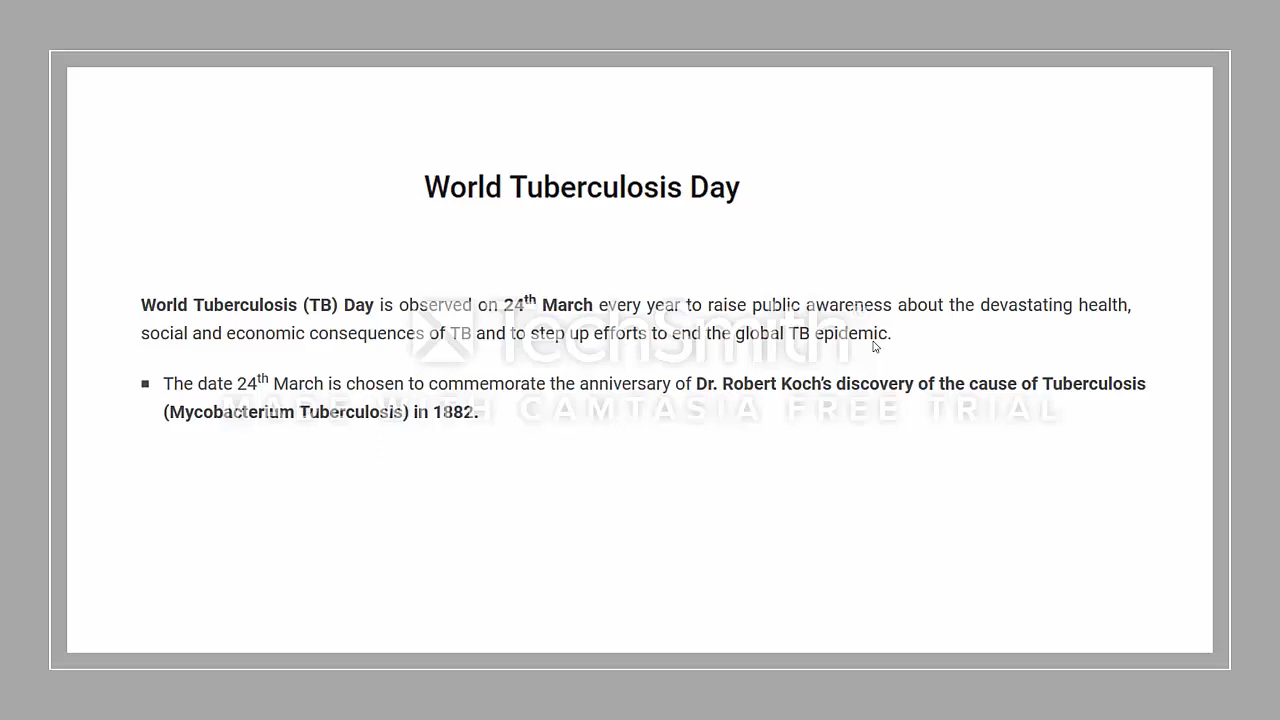 World Tuberculosis Day
World Tuberculosis (TB) Day is observed on 24th March every year to raise public awareness about the devastating health,
social and economic consequences of TB and to step up efforts to end the global TB epidemic.
▪ The date 24th March is chosen to commemorate the anniversary of Dr. Robert Koch's discovery of the cause of Tuberculosis
(Mycobacterium Tuberculosis) in 1882.
TechSmith
MADE WITH CAMTASIA FREE TRIAL